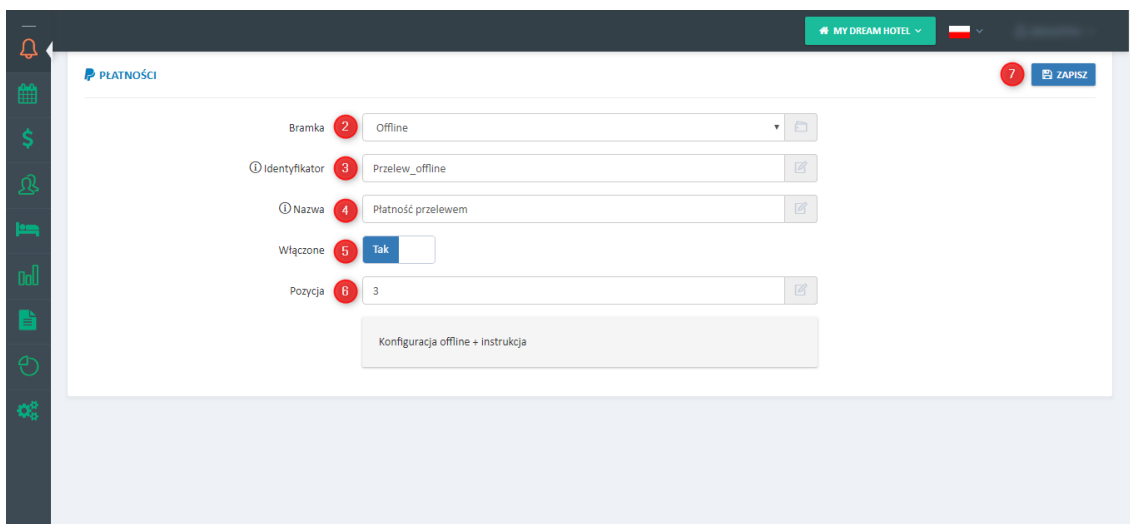 MY DREAM HOTEL
PŁATNOŚCI
7 ZAPISZ
Bramka 2 Offline
Identyfikator 3 Przelew_offline
Nazwa 4 Płatność przelewem
Włączone 5 Tak
Pozycja 6 3
Konfiguracja offline + instrukcja